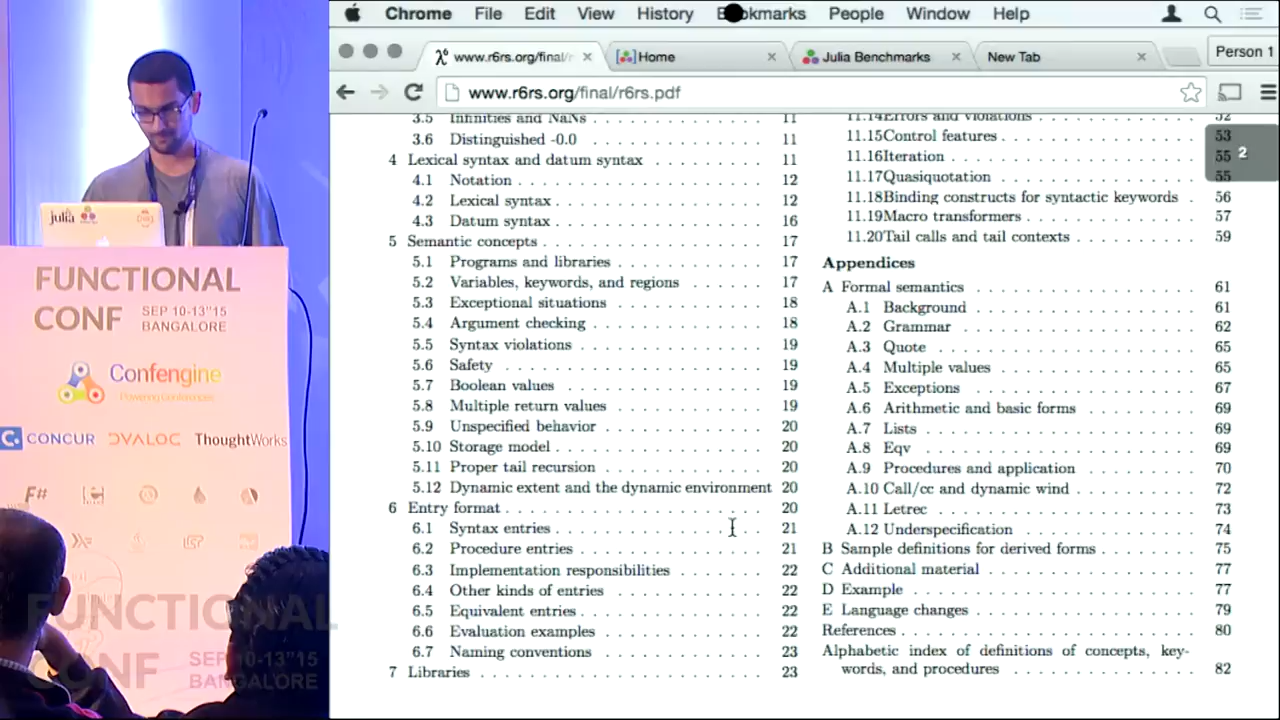 Chrome File Edit View History Bookmarks People Window Help
www.r6rs.org/final/r Home Julia Benchmarks New Tab Person 1
www.r6rs.org/final/r6rs.pdf
3.5 Infinities and NaNs 11
3.6 Distinguished -0.0 11
4 Lexical syntax and datum syntax 11
4.1 Notation 12
4.2 Lexical syntax 12
4.3 Datum syntax 16
5 Semantic concepts 17
5.1 Programs and libraries 17
5.2 Variables, keywords, and regions 17
5.3 Exceptional situations 18
5.4 Argument checking 18
5.5 Syntax violations 19
5.6 Safety 19
5.7 Boolean values 19
5.8 Multiple return values 19
5.9 Unspecified behavior 20
5.10 Storage model 20
5.11 Proper tail recursion 20
5.12 Dynamic extent and the dynamic environment 20
6 Entry format 20
6.1 Syntax entries 21
6.2 Procedure entries 21
6.3 Implementation responsibilities 22
6.4 Other kinds of entries 22
6.5 Equivalent entries 22
6.6 Evaluation examples 22
6.7 Naming conventions 23
7 Libraries 23
11.14 Errors and violations 52
11.15 Control features 53
11.16 Iteration 55
11.17 Quasiquotation 55
11.18 Binding constructs for syntactic keywords 56
11.19 Macro transformers 57
11.20 Tail calls and tail contexts 59
Appendices
A Formal semantics 61
A.1 Background 61
A.2 Grammar 62
A.3 Quote 65
A.4 Multiple values 65
A.5 Exceptions 67
A.6 Arithmetic and basic forms 69
A.7 Lists 69
A.8 Eqv 69
A.9 Procedures and application 70
A.10 Call/cc and dynamic wind 72
A.11 Letrec 73
A.12 Underspecification 74
B Sample definitions for derived forms 75
C Additional material 77
D Example 77
E Language changes 79
References 80
Alphabetic index of definitions of concepts, key-
words, and procedures 82
2
julia
FUNCTIONAL
CONF SEP 10-13"15
BANGALORE
Confengine
Powering Conferences
CONCUR DVALOC ThoughtWorks
F#
FUNCTIONAL
CONF SEP 10-13"15
BANGALORE